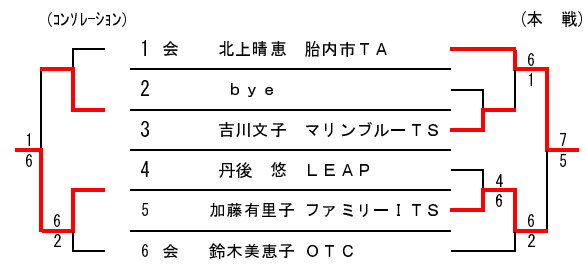 (ｺﾝｿﾚｰｼｮﾝ) (本　戦)
1 会 北上晴恵 胎内市ＴＡ
6
1
2 ｂｙｅ
3 吉川文子 マリンブルーＴＳ
1
6
7
5
4 丹後　悠 ＬＥＡＰ
4
6
5 加藤有里子 ファミリーＩＴＳ
6
2
6
2
6 会 鈴木美恵子 ＯＴＣ